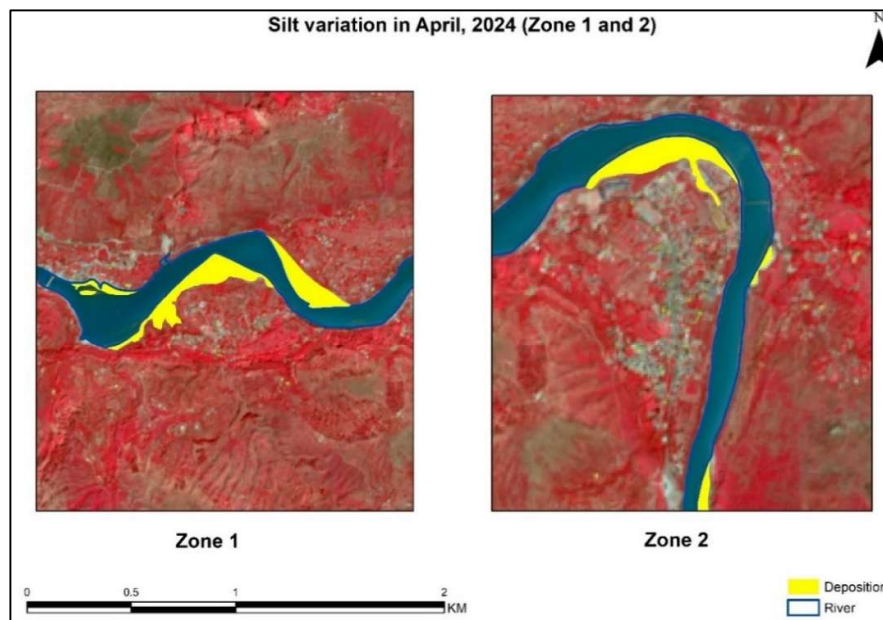 Silt variation in April, 2024 (Zone 1 and 2)
N
Zone 1
Zone 2
0 0.5 1 2
KM
Deposition
River